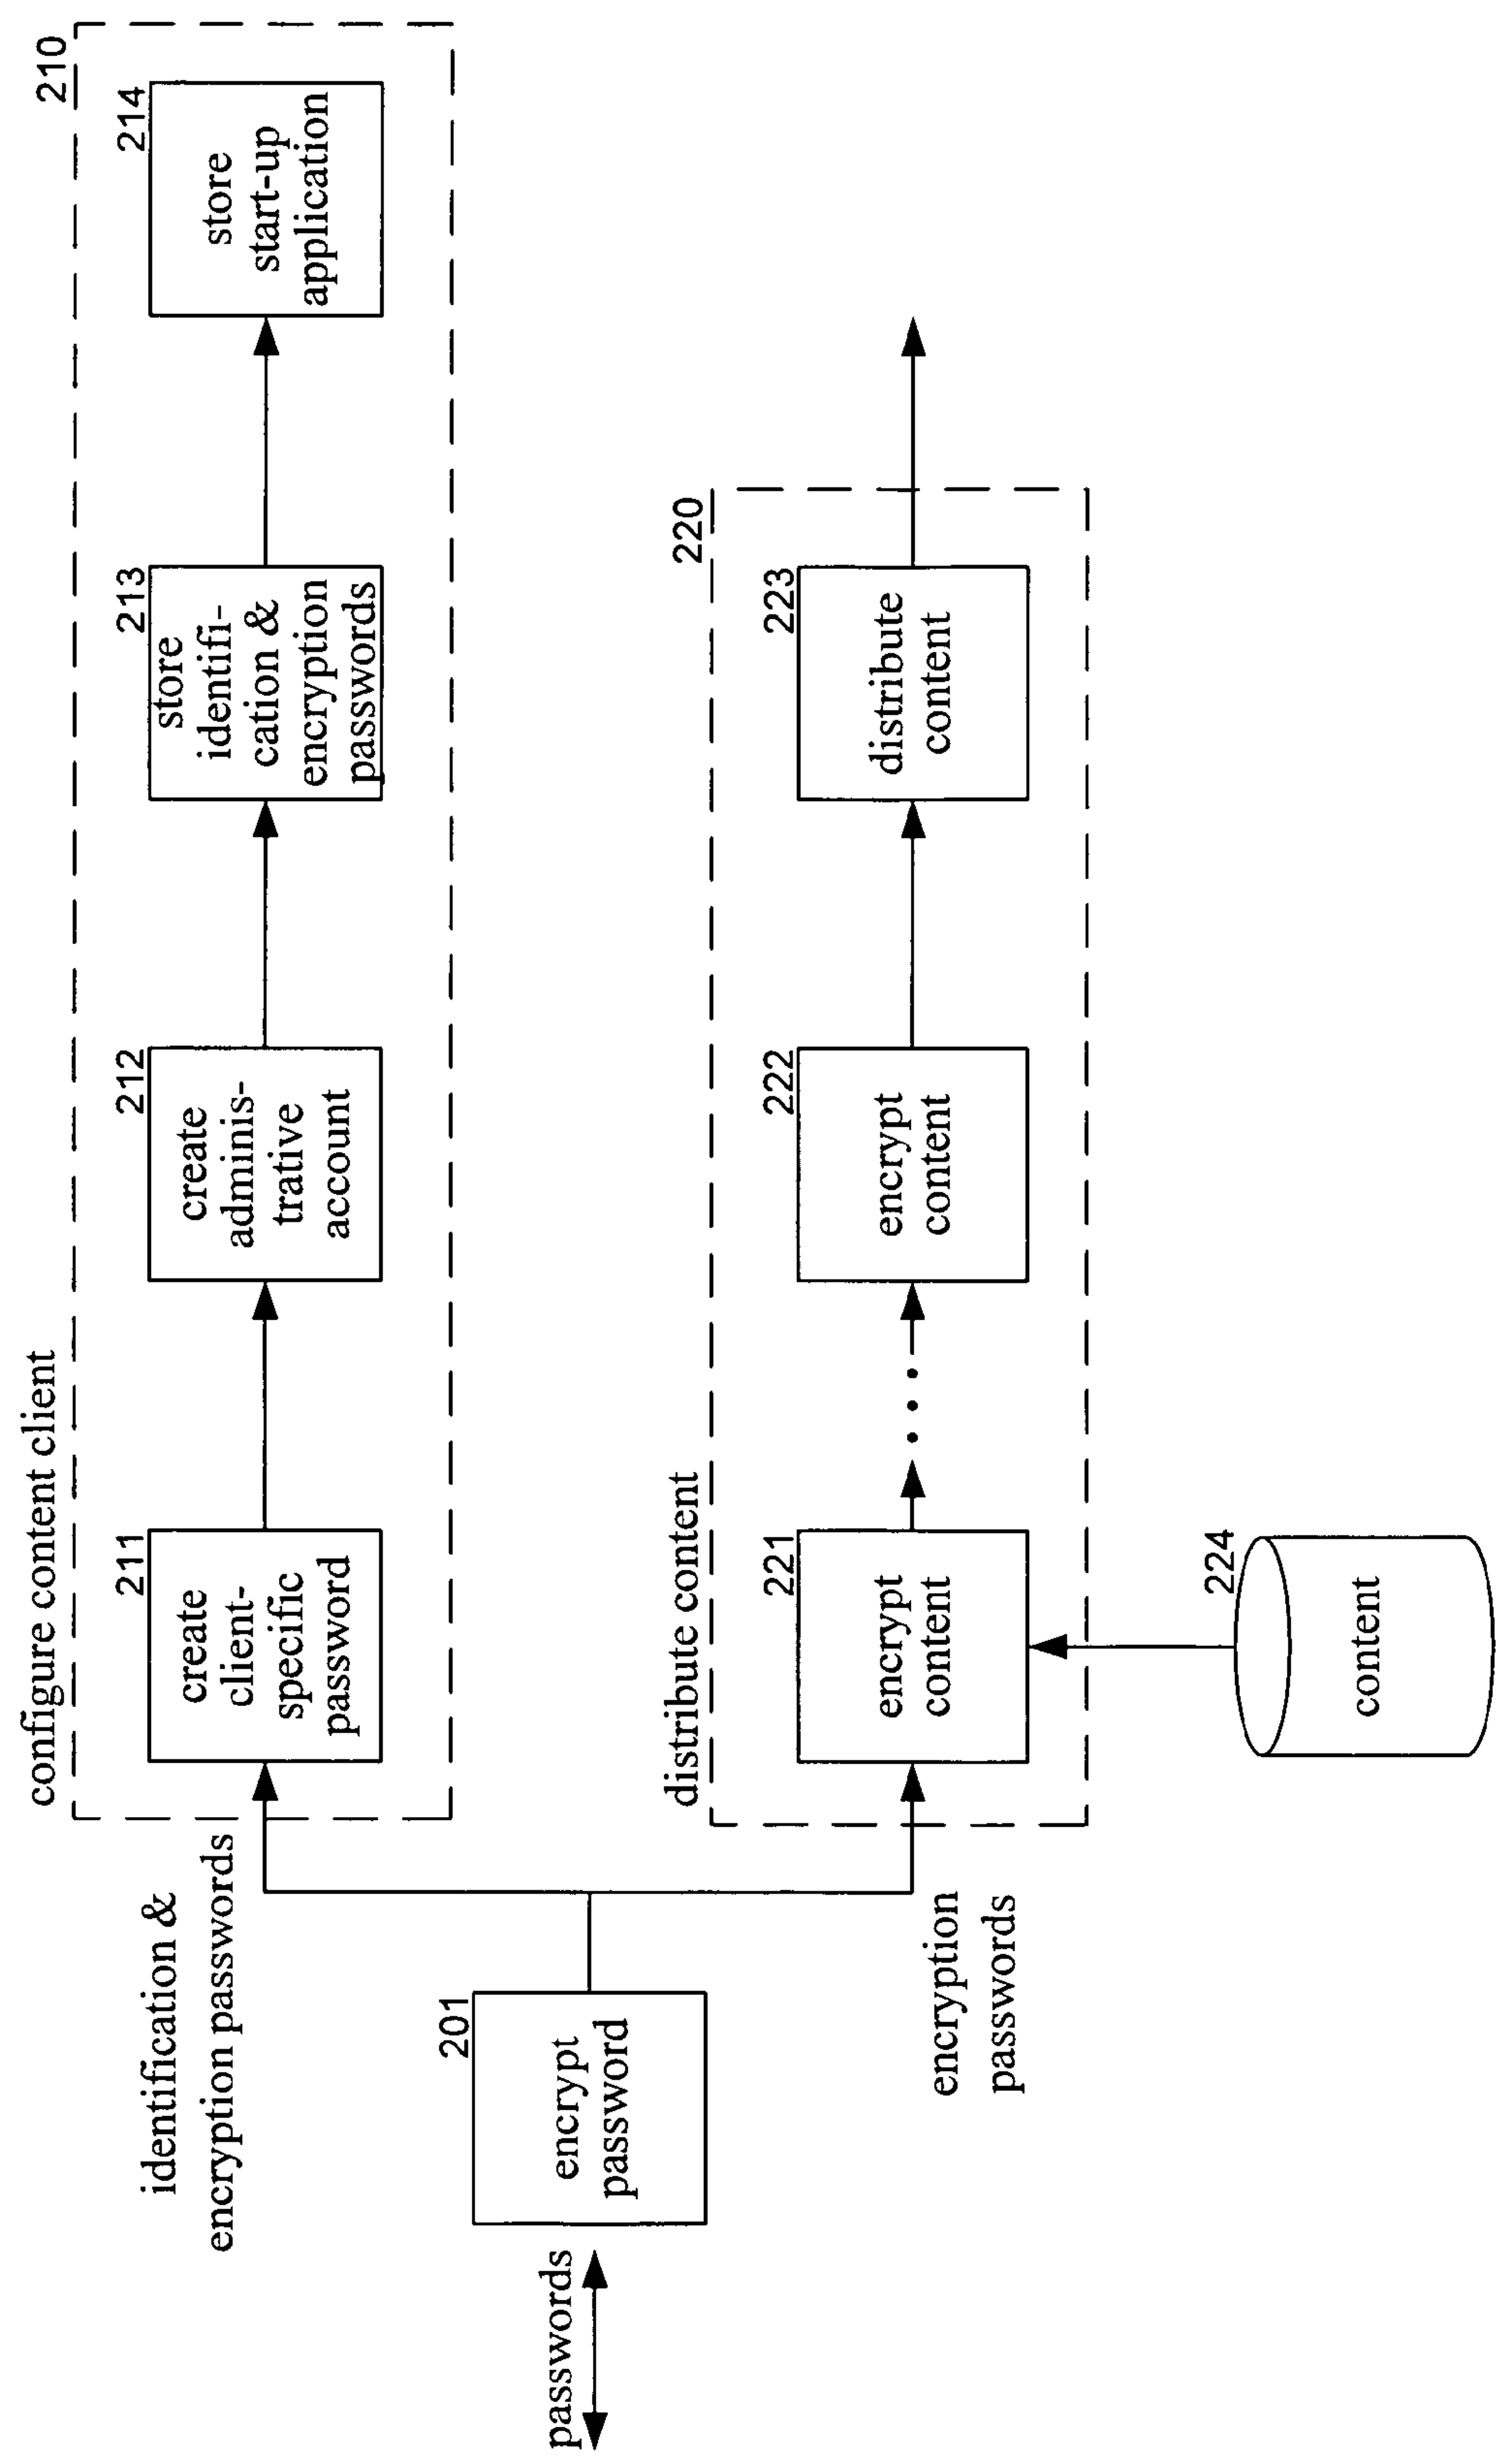 configure content client
210
211
create
client-
specific
password
212
create
adminis-
trative
account
213
store
identifi-
cation &
encryption
passwords
214
store
start-up
application
identification &
encryption passwords
passwords
201
encrypt
password
encryption
passwords
distribute content
220
221
encrypt
content
222
encrypt
content
223
distribute
content
224
content